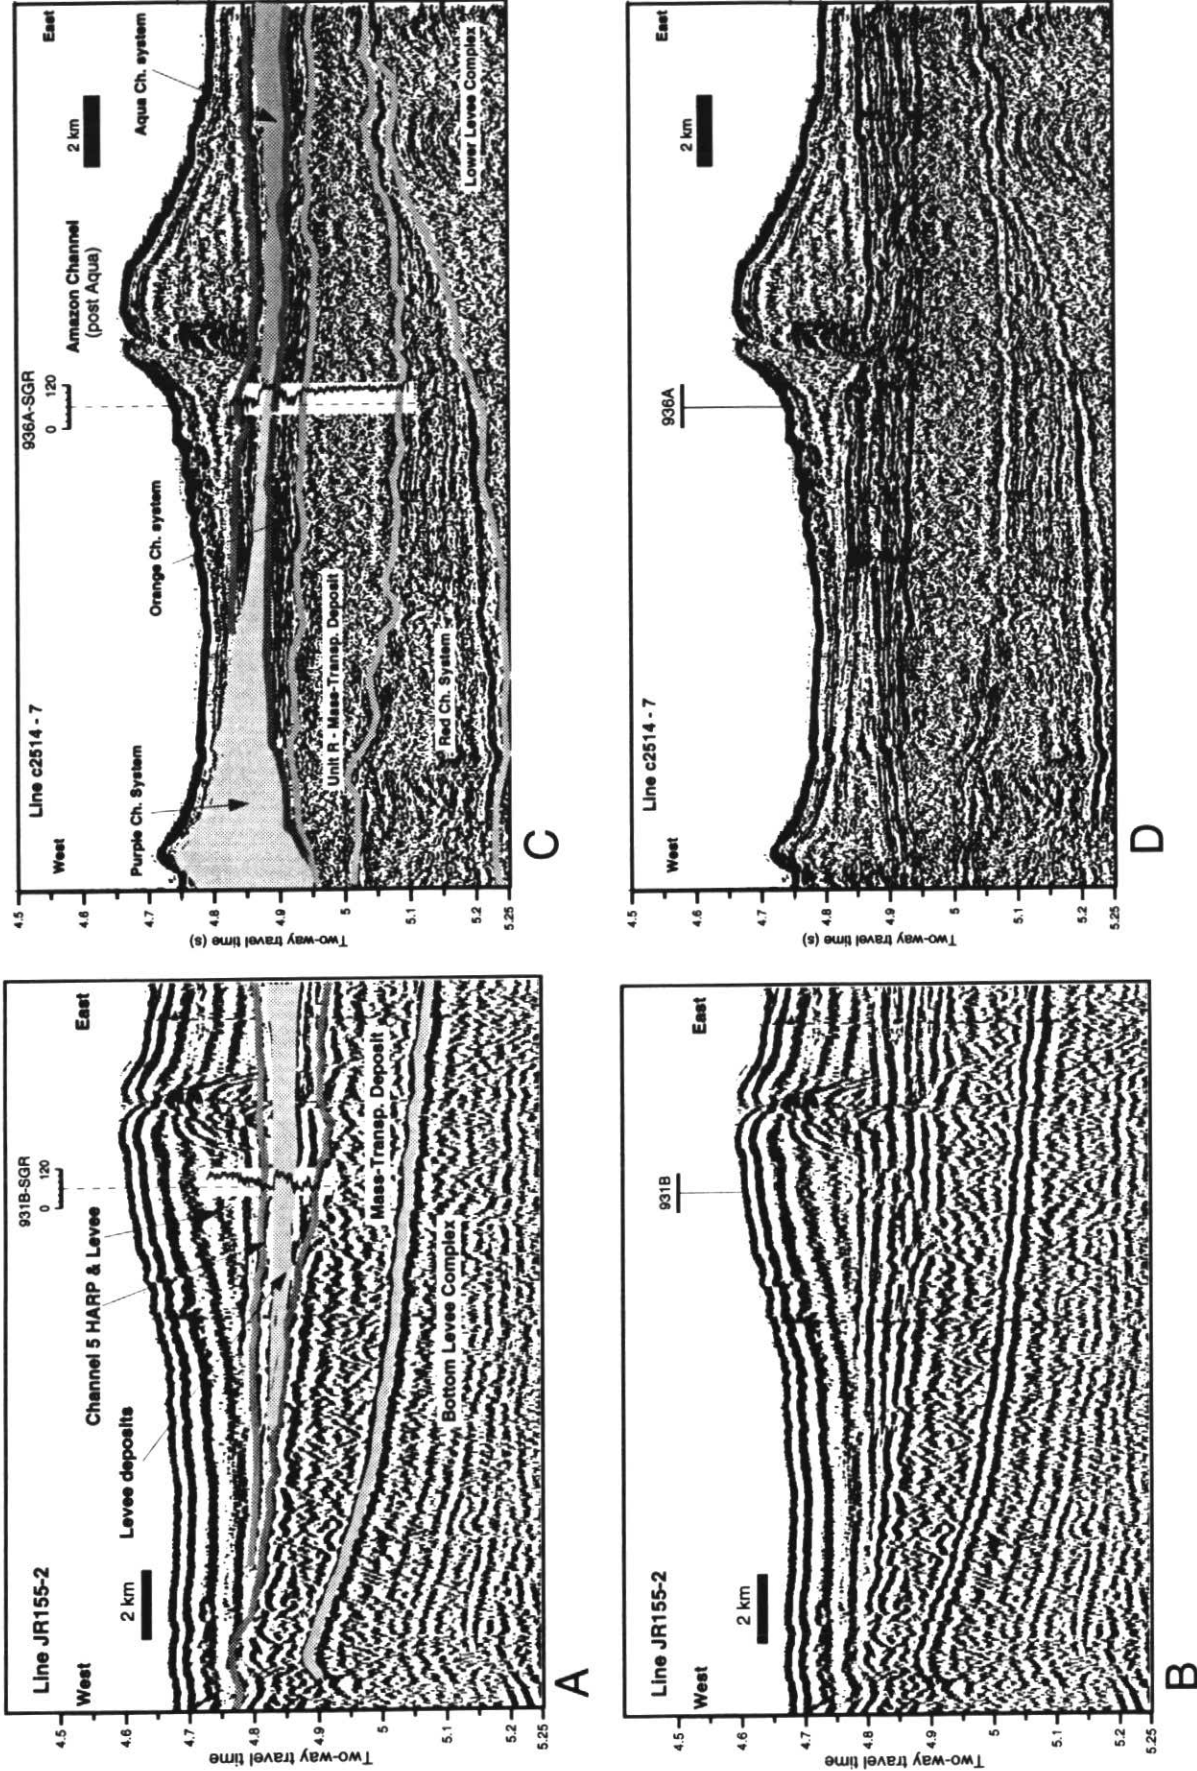 Line JR155-2
West
East
2 km
931B-SGR
0 120
Levee deposits
Channel 5 HARP & Levee
Mass-Transp. Deposit
Bottom Levee Complex
4.5
4.6
4.7
4.8
4.9
5
5.1
5.2
5.25
Two-way travel time
A
Line JR155-2
West
East
2 km
931B
4.5
4.6
4.7
4.8
4.9
5
5.1
5.2
5.25
Two-way travel time
B
Line c2514 - 7
West
East
2 km
936A-SGR
0 120
Purple Ch. System
Orange Ch. system
Amazon Channel
(post Aqua)
Aqua Ch. system
Unit R - Mass-Transp. Deposit
Red Ch. System
Lower Levee Complex
4.5
4.6
4.7
4.8
4.9
5
5.1
5.2
5.25
Two-way travel time (s)
C
Line c2514 - 7
West
East
2 km
936A
4.5
4.6
4.7
4.8
4.9
5
5.1
5.2
5.25
Two-way travel time (s)
D